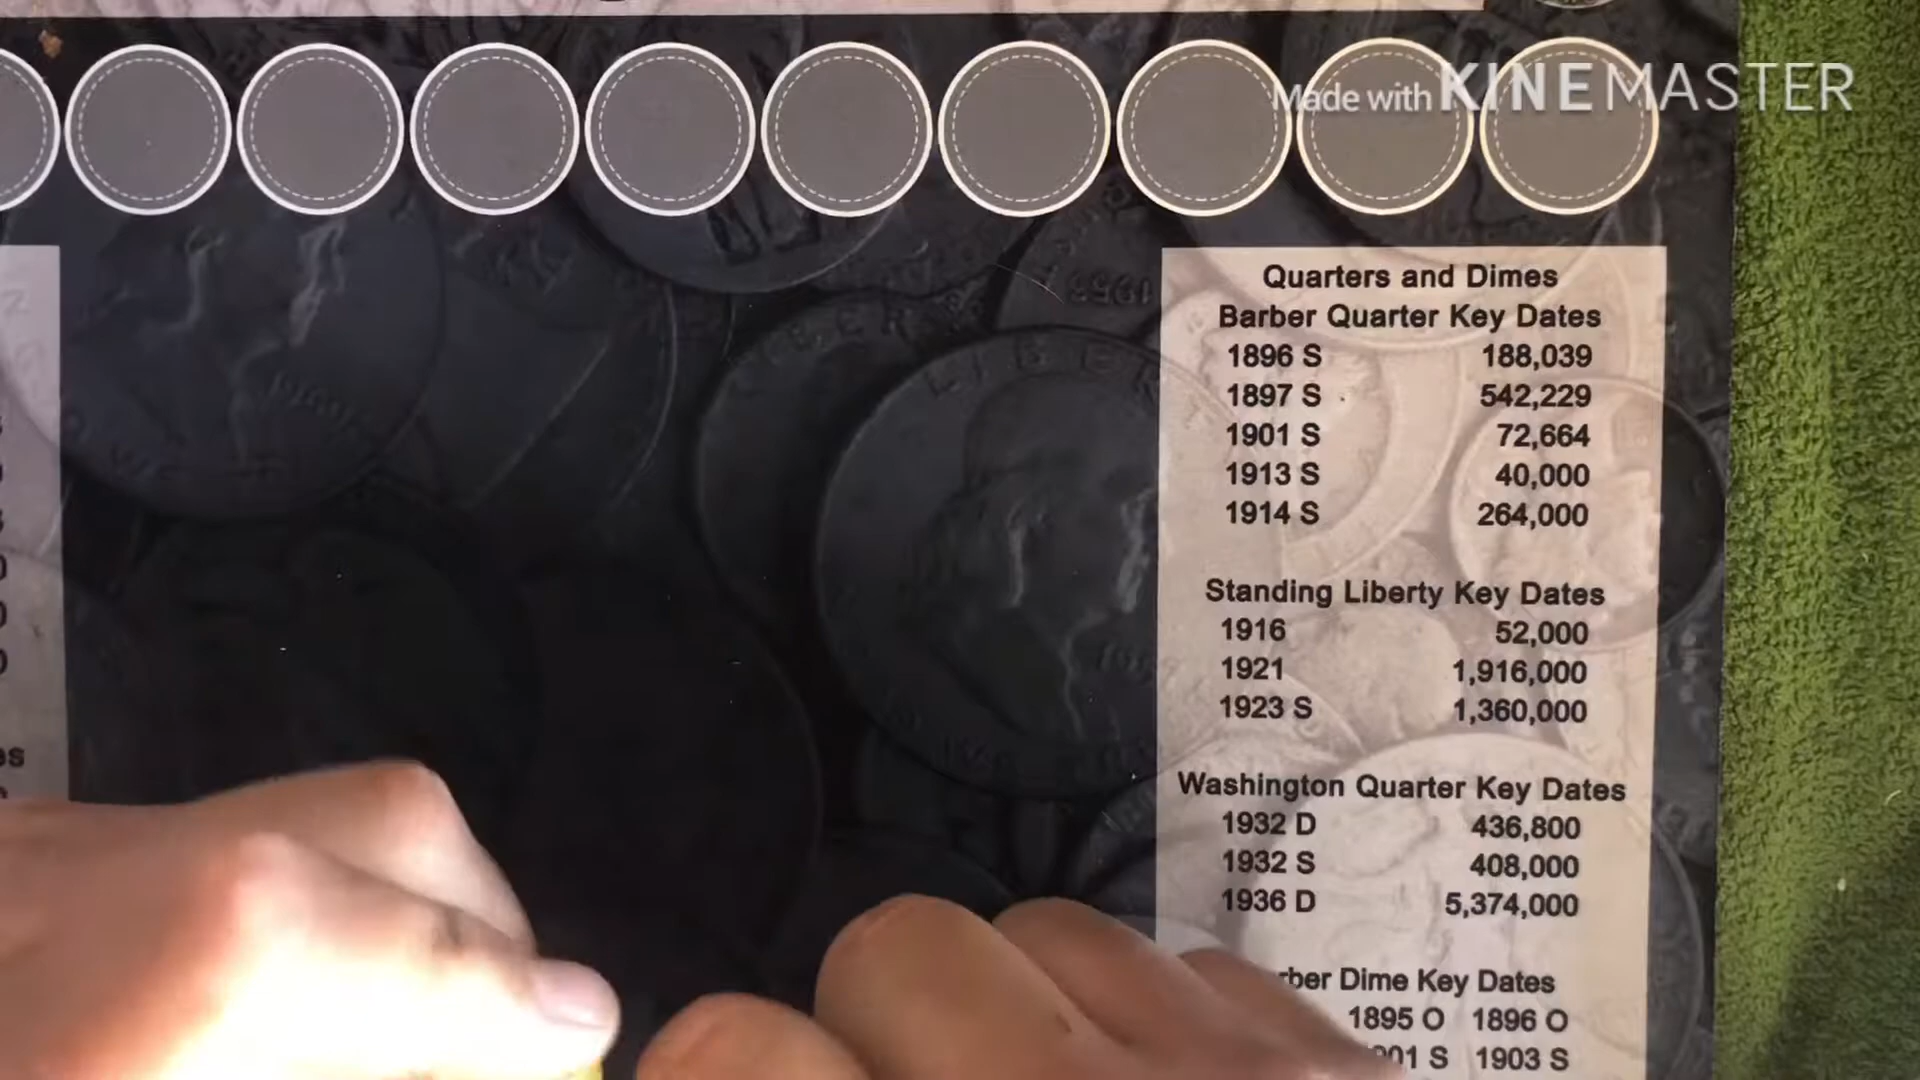 Made with KINEMASTER
Quarters and Dimes
Barber Quarter Key Dates
1896 S 188,039
1897 S 542,229
1901 S 72,664
1913 S 40,000
1914 S 264,000
Standing Liberty Key Dates
1916 52,000
1921 1,916,000
1923 S 1,360,000
Washington Quarter Key Dates
1932 D 436,800
1932 S 408,000
1936 D 5,374,000
Dime Key Dates
1895 O 1896 O
1903 S